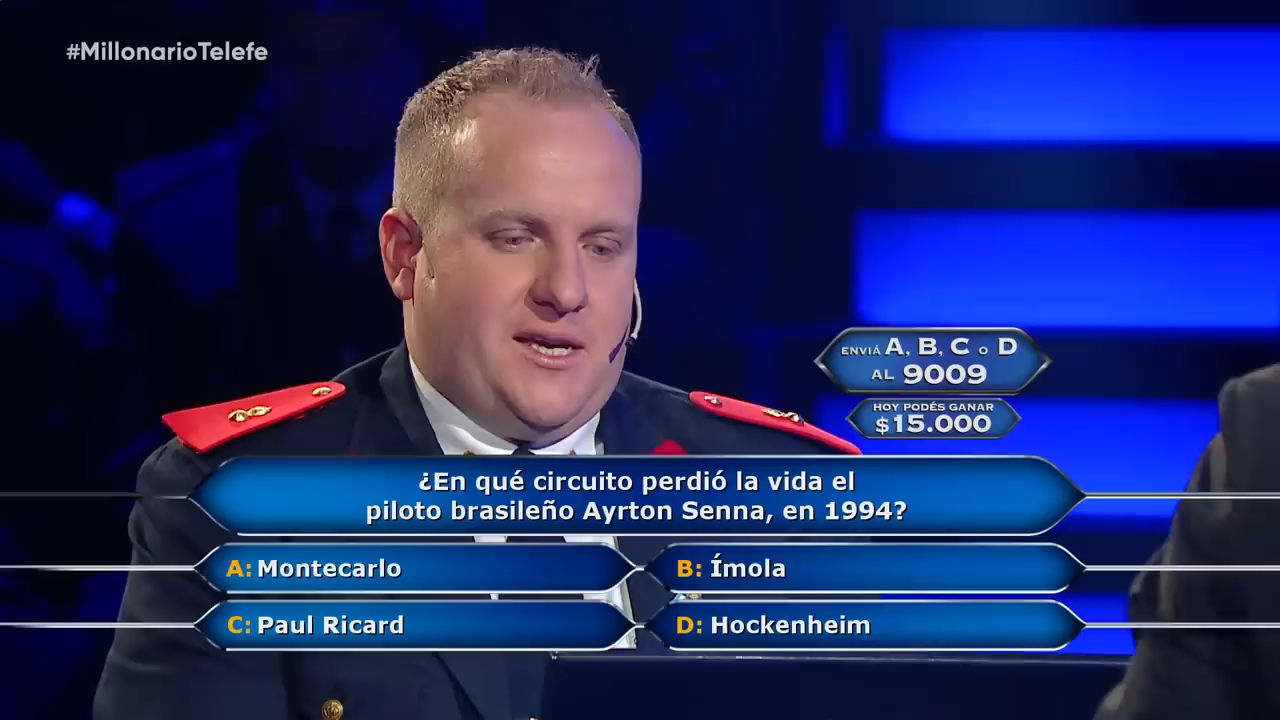 #MillonarioTelefe
ENVIÁ A, B, C o D
AL 9009
HOY PODÉS GANAR
$15.000
¿En qué circuito perdió la vida el
piloto brasileño Ayrton Senna, en 1994?
A: Montecarlo
B: Ímola
C: Paul Ricard
D: Hockenheim